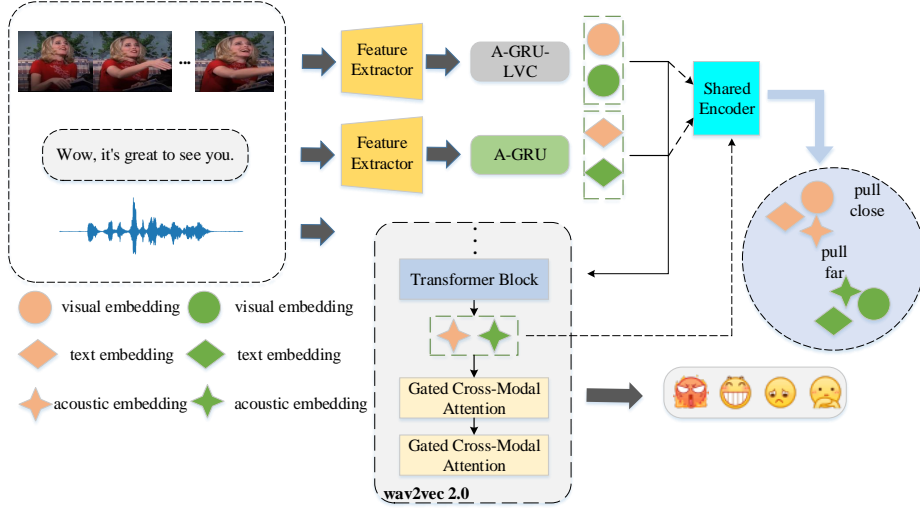 Feature
Extractor
A-GRU-
LVC
Shared
Encoder
...
Wow, it's great to see you.
Feature
Extractor
A-GRU
pull
close
pull
far
Transformer Block
visual embedding
visual embedding
text embedding
text embedding
acoustic embedding
acoustic embedding
Gated Cross-Modal
Attention
Gated Cross-Modal
Attention
wav2vec 2.0